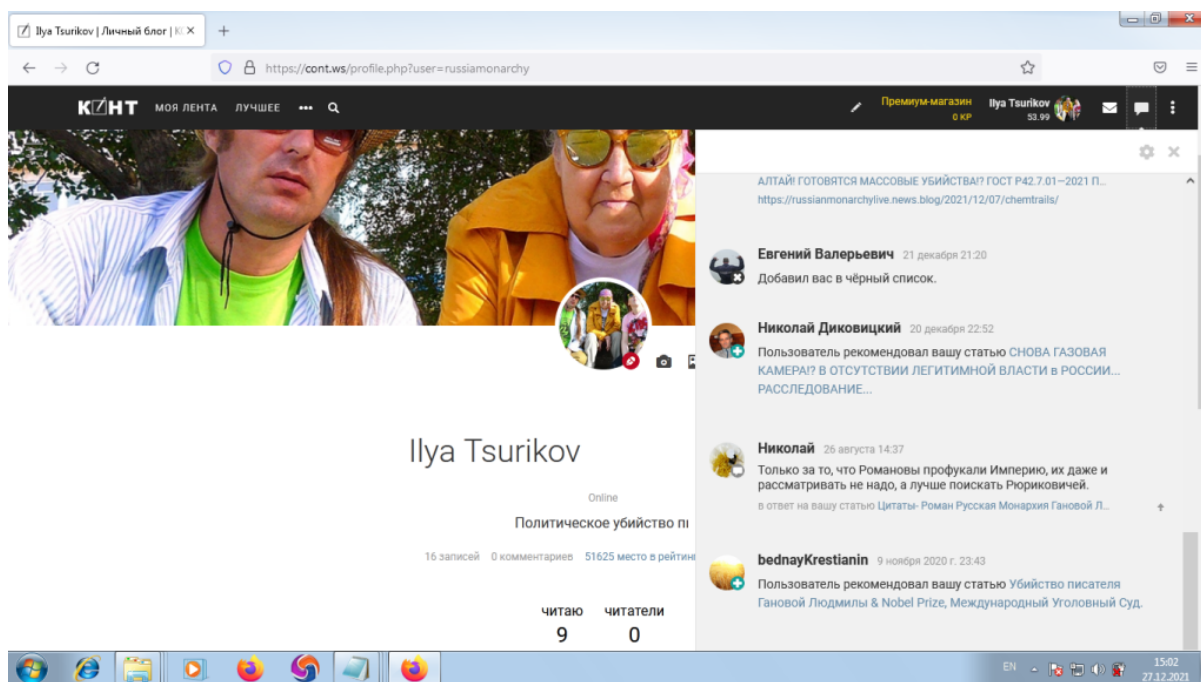 Ilya Tsurikov | Личный блог | КС
https://cont.ws/profile.php?user=russiamonarchy
КОНТ МОЯ ЛЕНТА ЛУЧШЕЕ
Премиум-магазин
0 КР
Ilya Tsurikov
53.99
АЛТАЙ! ГОТОВЯТСЯ МАССОВЫЕ УБИЙСТВА!? ГОСТ Р42.7.01—2021 П...
https://russianmonarchylive.news.blog/2021/12/07/chemtrails/
Евгений Валерьевич 21 декабря 21:20
Добавил вас в чёрный список.
Николай Диковицкий 20 декабря 22:52
Пользователь рекомендовал вашу статью СНОВА ГАЗОВАЯ
КАМЕРА!? В ОТСУТСТВИИ ЛЕГИТИМНОЙ ВЛАСТИ в РОССИИ...
РАССЛЕДОВАНИЕ...
Николай 26 августа 14:37
Только за то, что Романовы профукали Империю, их даже и
рассматривать не надо, а лучше поискать Рюриковичей.
в ответ на вашу статью Цитаты- Роман Русская Монархия Гановой Л...
bednayKrestianin 9 ноября 2020 г. 23:43
Пользователь рекомендовал вашу статью Убийство писателя
Гановой Людмилы & Nobel Prize, Международный Уголовный Суд.
Ilya Tsurikov
Online
Политическое убийство
16 записей 0 комментариев 51625 место в рейтин
читаю читатели
9 0
EN
15:02
27.12.2021